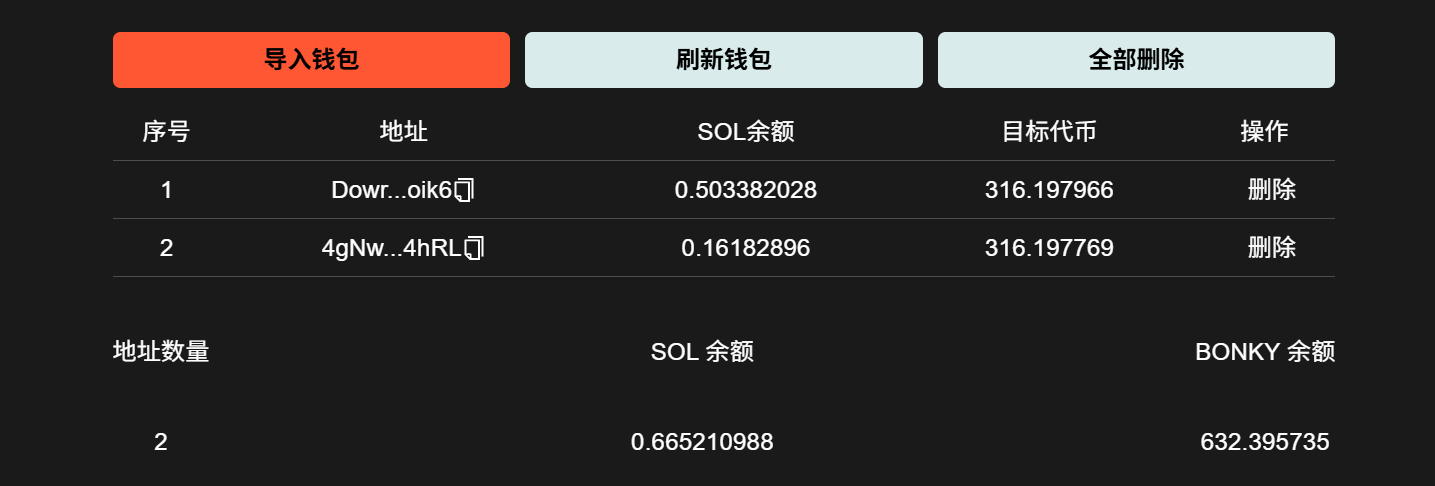 导入钱包 刷新钱包 全部删除
序号 地址 SOL余额 目标代币 操作
1 Dowr...oik6 0.503382028 316.197966 删除
2 4gNw...4hRL 0.16182896 316.197769 删除
地址数量 SOL 余额 BONKY 余额
2 0.665210988 632.395735